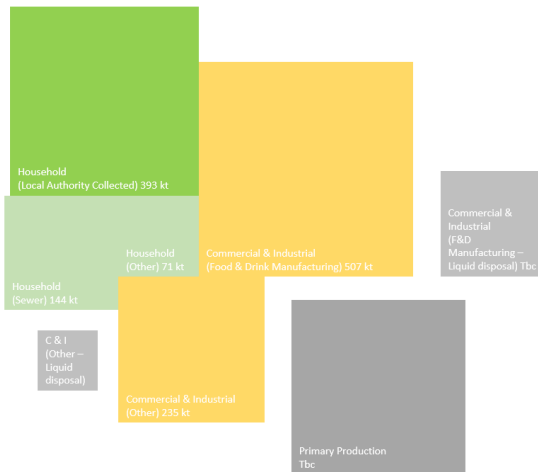 Household
(Local Authority Collected) 393 kt
Commercial &
Industrial
(F&D
Manufacturing –
Liquid disposal) Tbc
Household
(Other) 71 kt
Commercial & Industrial
(Food & Drink Manufacturing) 507 kt
Household
(Sewer) 144 kt
C & I
(Other –
Liquid
disposal)
Commercial & Industrial
(Other) 235 kt
Primary Production
Tbc